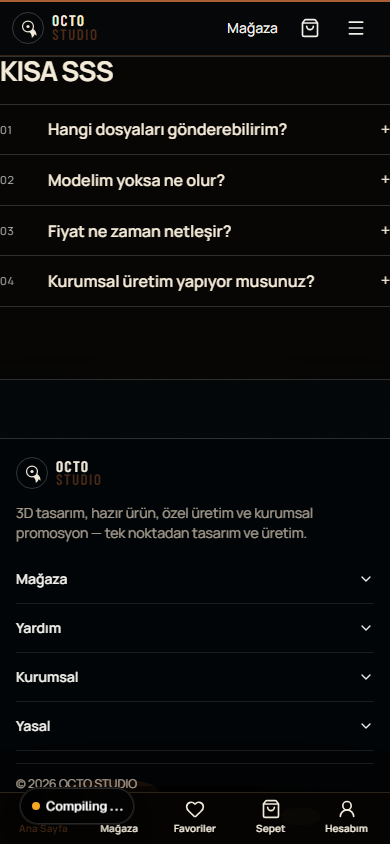 OCTO
STUDIO
Mağaza
KISA SSS
01 Hangi dosyaları gönderebilirim? +
02 Modelim yoksa ne olur? +
03 Fiyat ne zaman netleşir? +
04 Kurumsal üretim yapıyor musunuz? +
OCTO
STUDIO
3D tasarım, hazır ürün, özel üretim ve kurumsal
promosyon — tek noktadan tasarım ve üretim.
Mağaza
Yardım
Kurumsal
Yasal
© 2026 OCTO STUDIO
Compiling ...
Ana Sayfa Mağaza Favoriler Sepet Hesabım